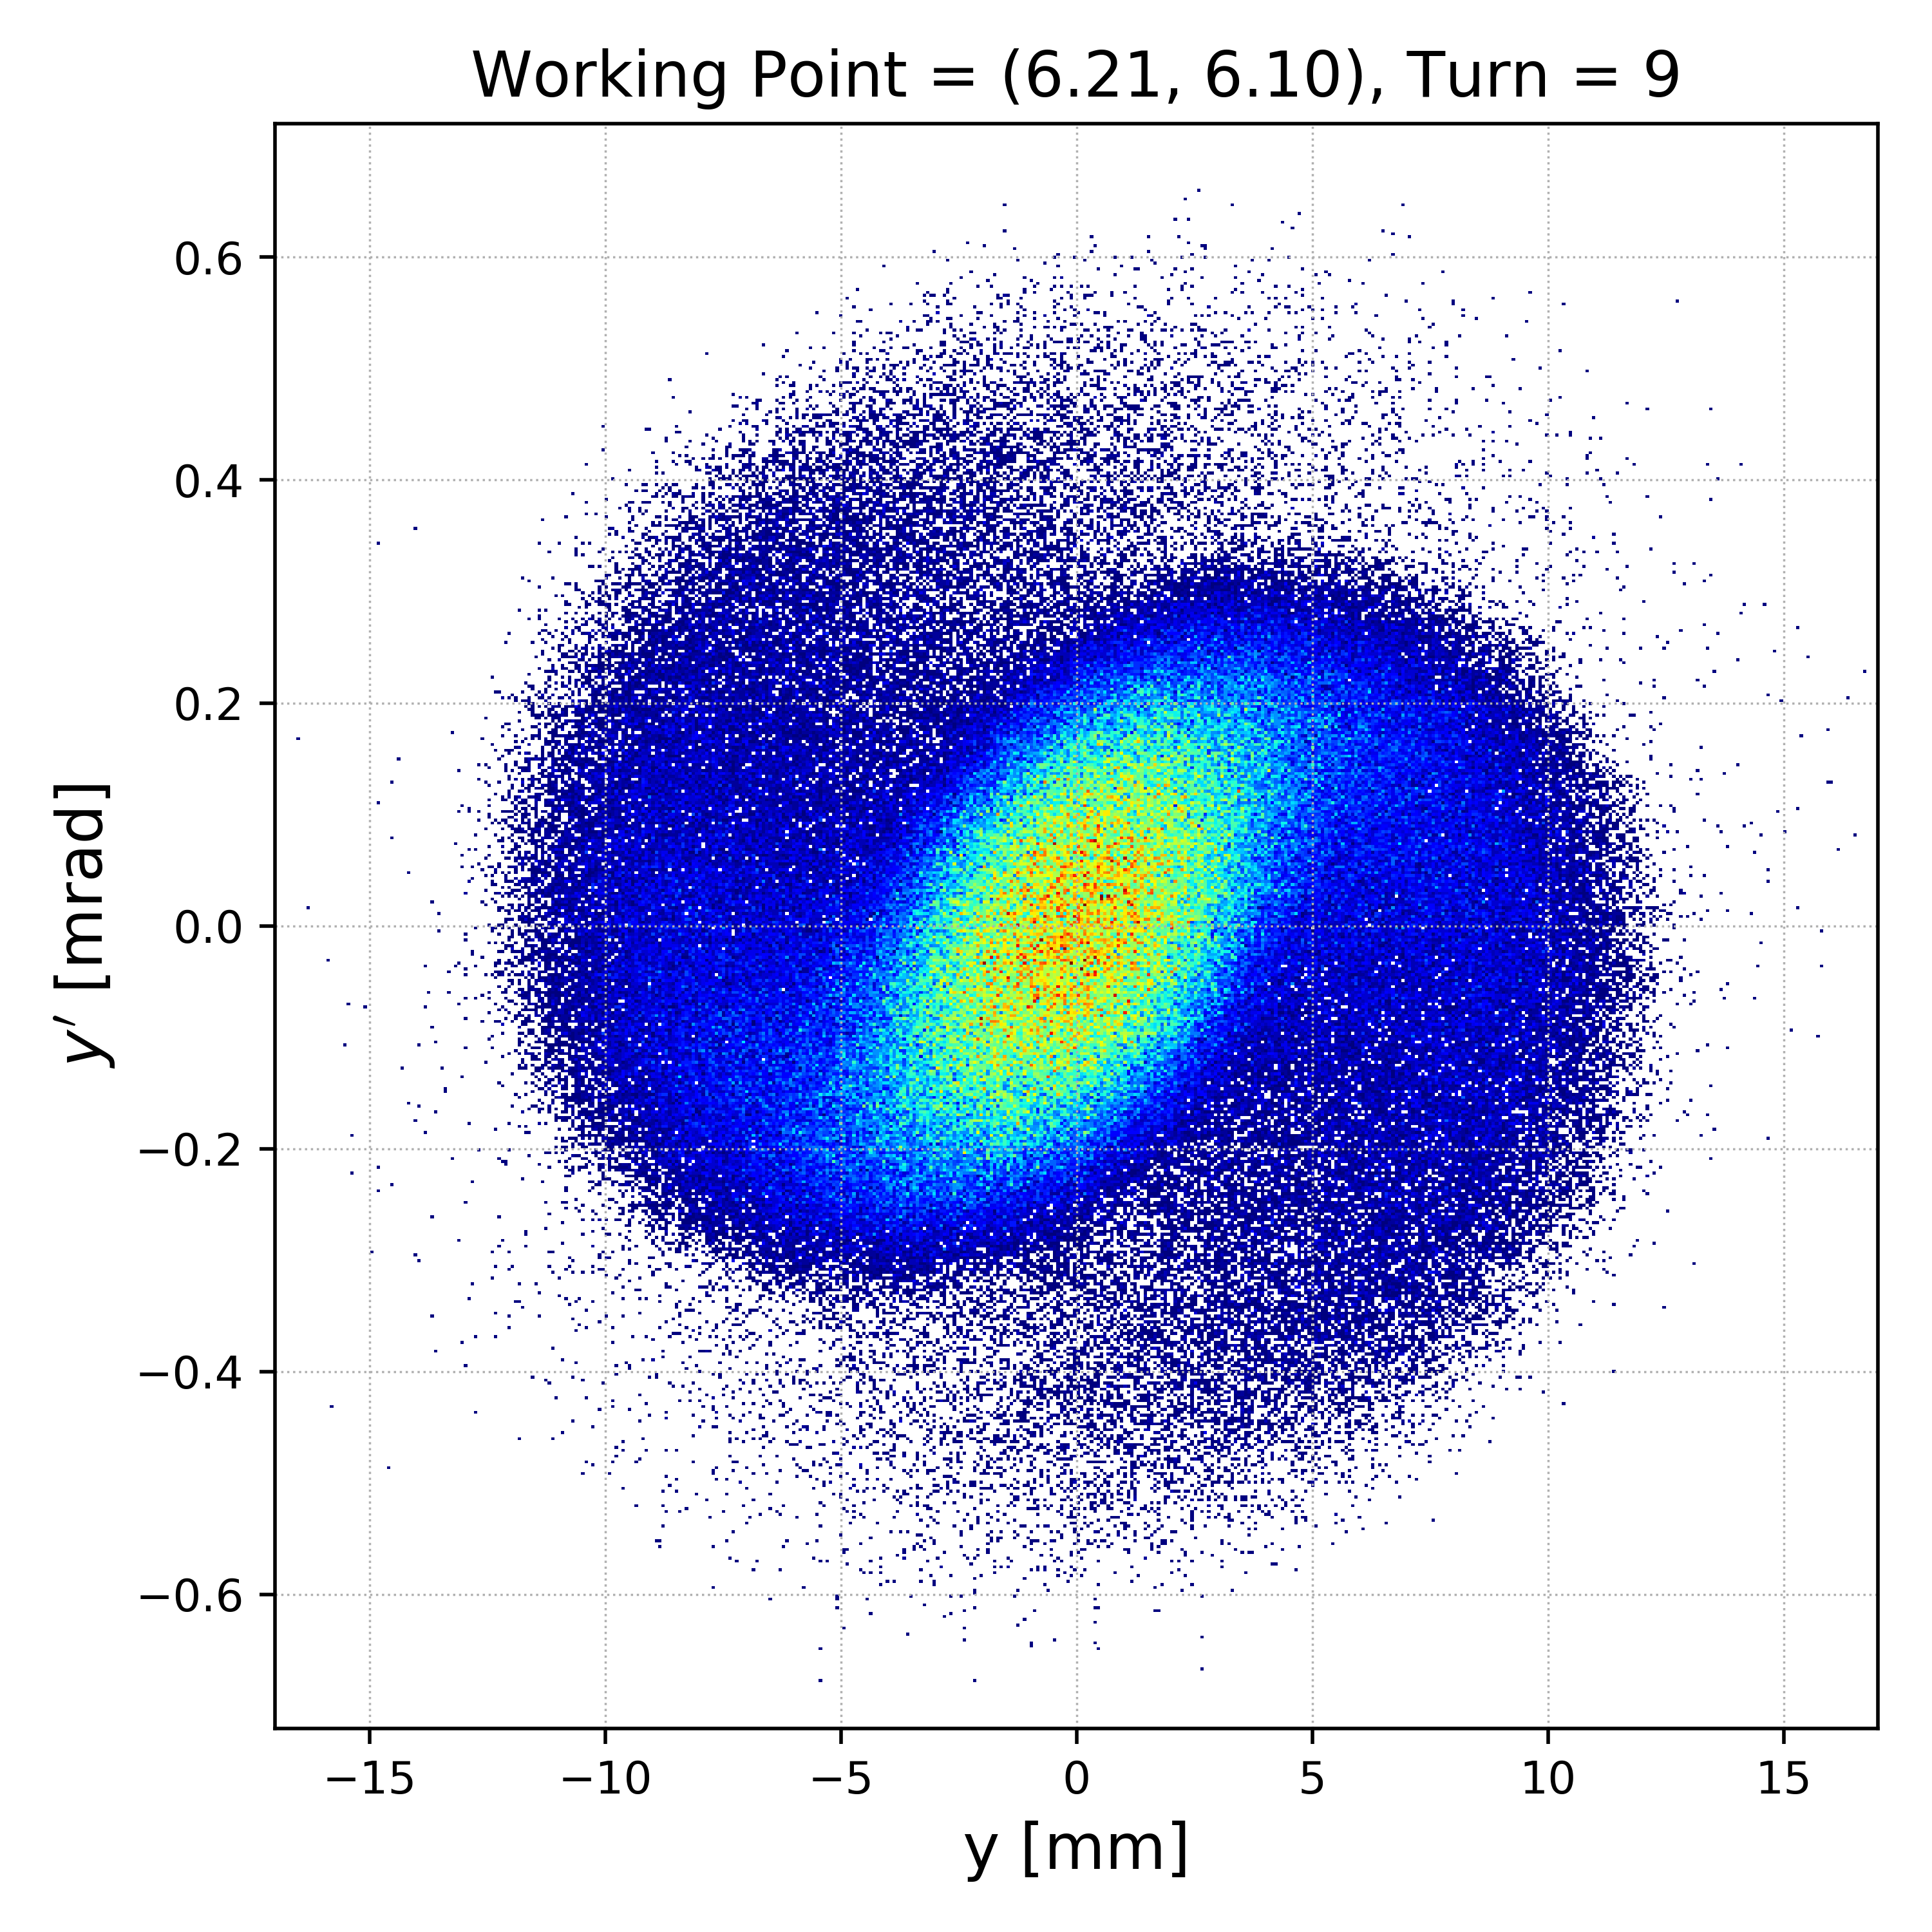 Working Point = (6.21, 6.10), Turn = 9
0.6
0.4
0.2
0.0
−0.2
−0.4
−0.6
y′ [mrad]
−15 −10 −5 0 5 10 15
y [mm]